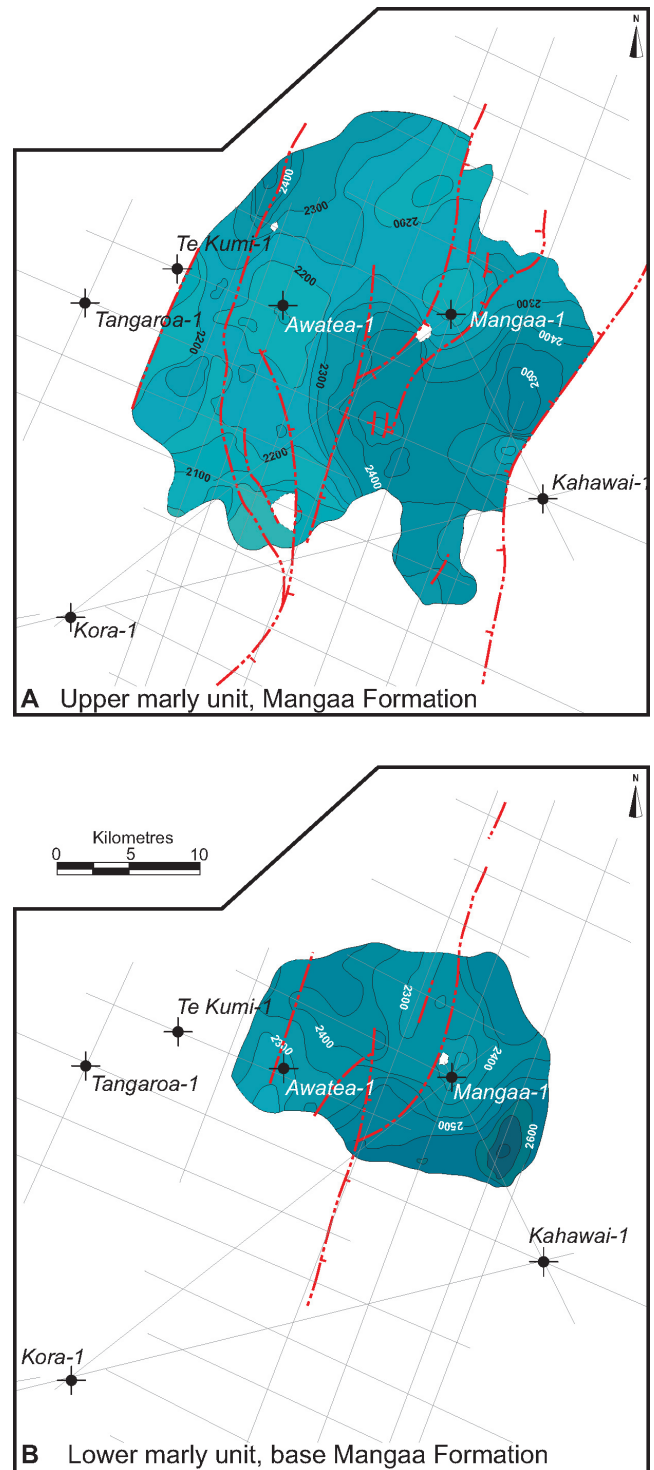 N
2400
2300
2200
Te Kumi-1
2200
Tangaroa-1
Awatea-1
Mangaa-1
2300
2400
2200
2300
2500
2200
2100
2400
Kahawai-1
Kora-1
A Upper marly unit, Mangaa Formation
N
Kilometres
0 5 10
2300
Te Kumi-1
2300
2400
2400
Tangaroa-1
Awatea-1
Mangaa-1
2500
2600
Kahawai-1
Kora-1
B Lower marly unit, base Mangaa Formation